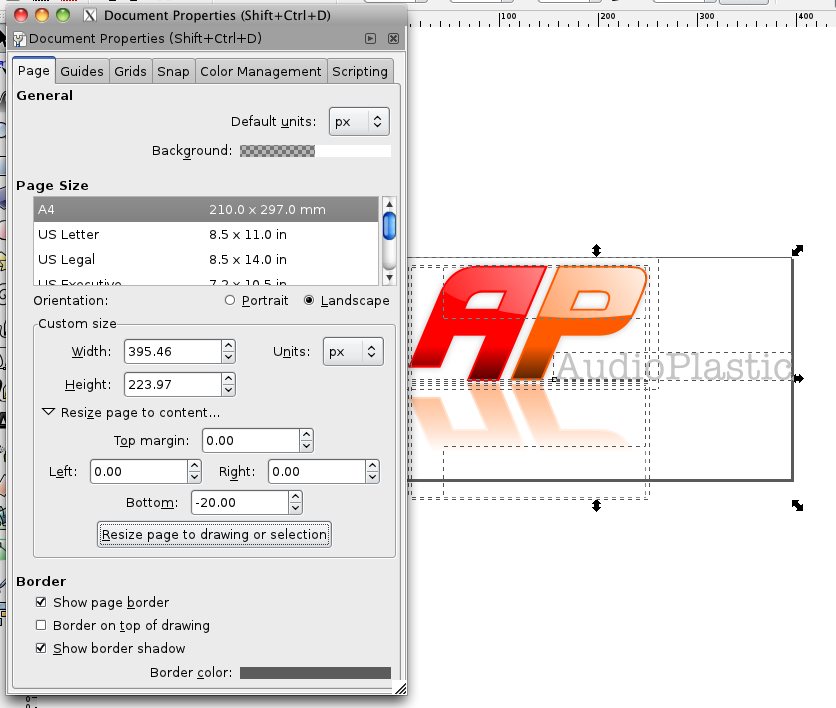 Document Properties (Shift+Ctrl+D)
Document Properties (Shift+Ctrl+D)
Page Guides Grids Snap Color Management Scripting
General
Default units: px
Background:
Page Size
A4 210.0 x 297.0 mm
US Letter 8.5 x 11.0 in
US Legal 8.5 x 14.0 in
US Executive 7.2 x 10.5 in
Orientation: Portrait Landscape
Custom size
Width: 395.46 Units: px
Height: 223.97
Resize page to content...
Top margin: 0.00
Left: 0.00 Right: 0.00
Bottom: -20.00
Resize page to drawing or selection
Border
Show page border
Border on top of drawing
Show border shadow
Border color:
100 200 300 400
AP
AudioPlastic